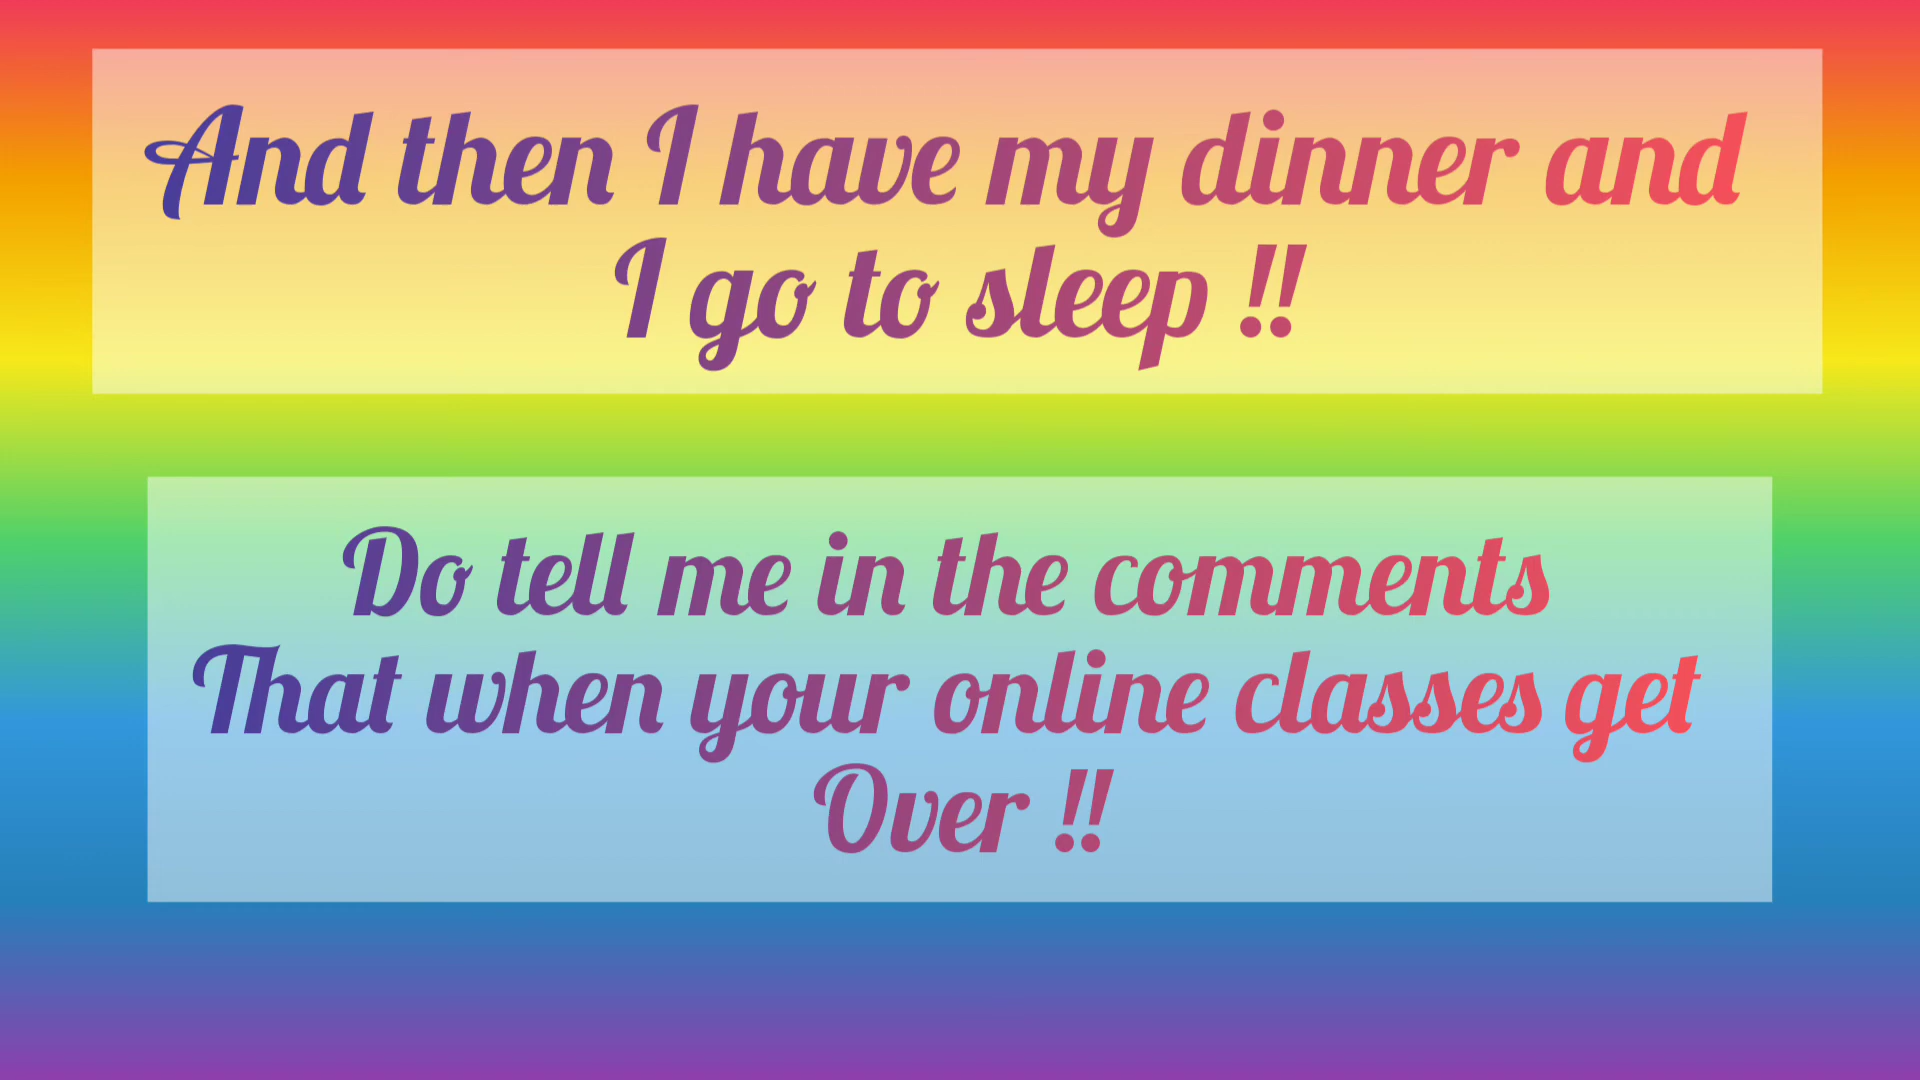 And then I have my dinner and
I go to sleep !!
Do tell me in the comments
That when your online classes get
Over !!